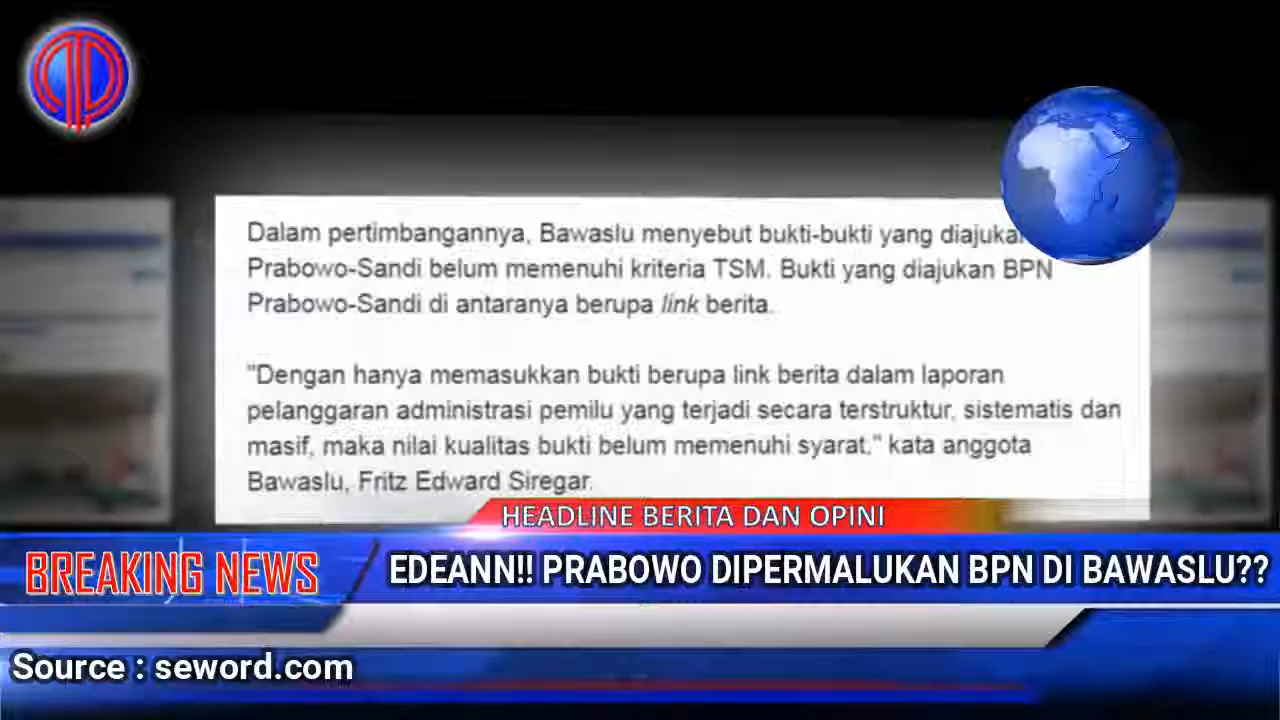 Dalam pertimbangannya, Bawaslu menyebut bukti-bukti yang
Prabowo-Sandi belum memenuhi kriteria TSM. Bukti yang diajukan BPN
Prabowo-Sandi di antaranya berupa link berita.
"Dengan hanya memasukkan bukti berupa link berita dalam laporan
pelanggaran administrasi pemilu yang terjadi secara terstruktur, sistematis dan
masif, maka nilai kualitas bukti belum memenuhi syarat," kata anggota
Bawaslu, Fritz Edward Siregar.
HEADLINE BERITA DAN OPINI
BREAKING NEWS
EDEANN!! PRABOWO DIPERMALUKAN BPN DI BAWASLU??
Source : seword.com